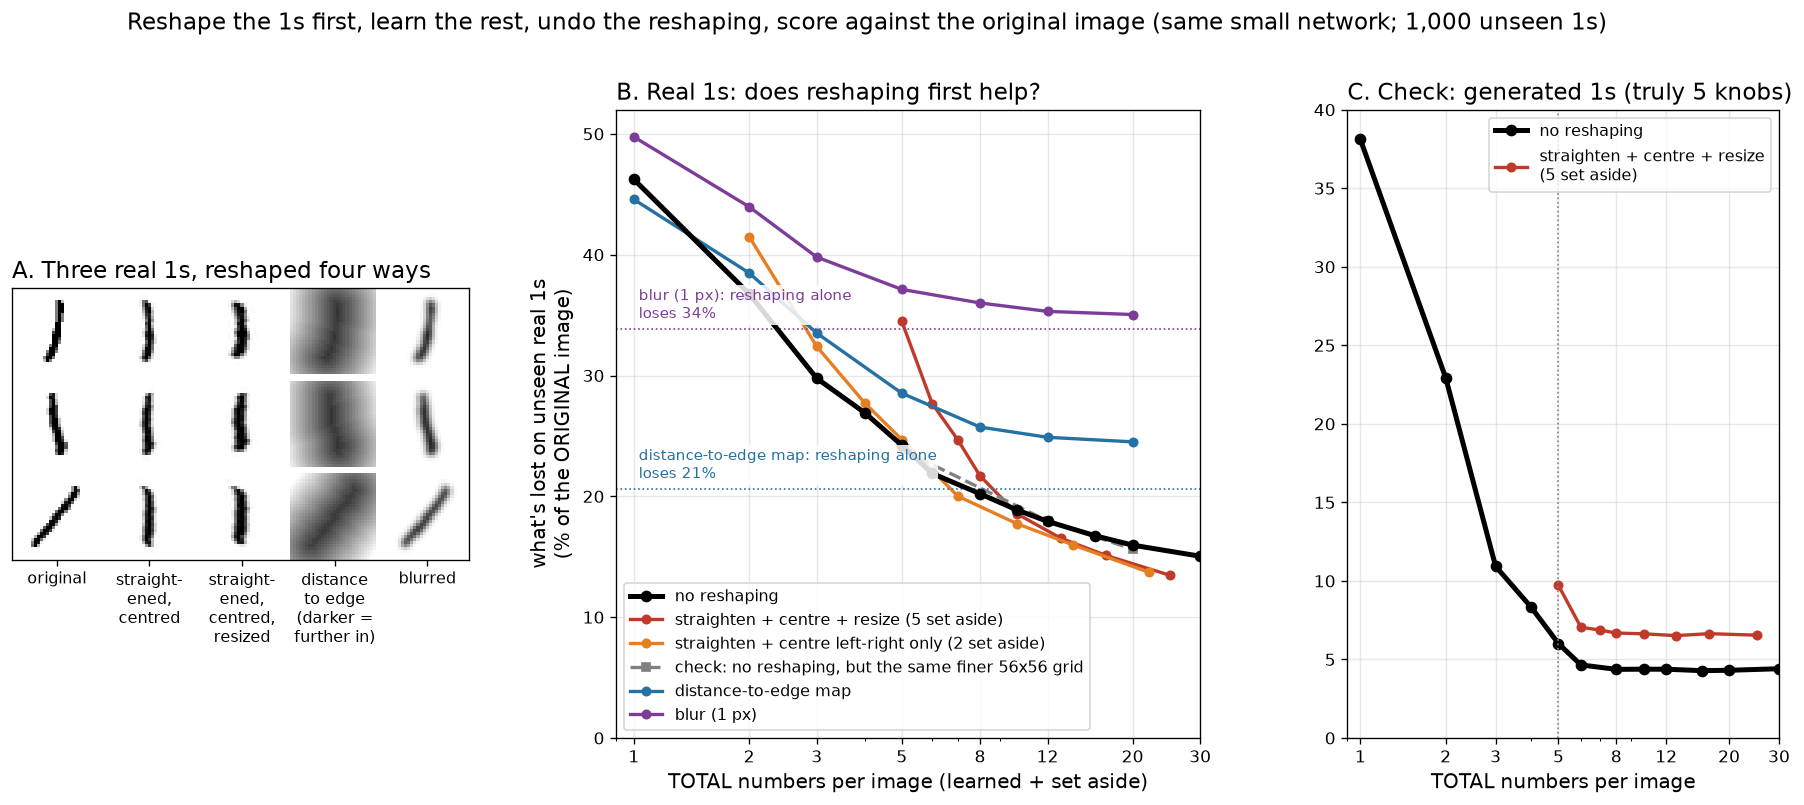 Reshape the 1s first, learn the rest, undo the reshaping, score against the original image (same small network; 1,000 unseen 1s)
A. Three real 1s, reshaped four ways
original
straight-
ened,
centred
straight-
ened,
centred,
resized
distance
to edge
(darker =
further in)
blurred
B. Real 1s: does reshaping first help?
what's lost on unseen real 1s
(% of the ORIGINAL image)
50
40
30
20
10
0
blur (1 px): reshaping alone
loses 34%
distance-to-edge map: reshaping alone
loses 21%
no reshaping
straighten + centre + resize (5 set aside)
straighten + centre left-right only (2 set aside)
check: no reshaping, but the same finer 56x56 grid
distance-to-edge map
blur (1 px)
1 2 3 5 8 12 20 30
TOTAL numbers per image (learned + set aside)
C. Check: generated 1s (truly 5 knobs)
no reshaping
straighten + centre + resize
(5 set aside)
40
35
30
25
20
15
10
5
0
1 2 3 5 8 12 20 30
TOTAL numbers per image